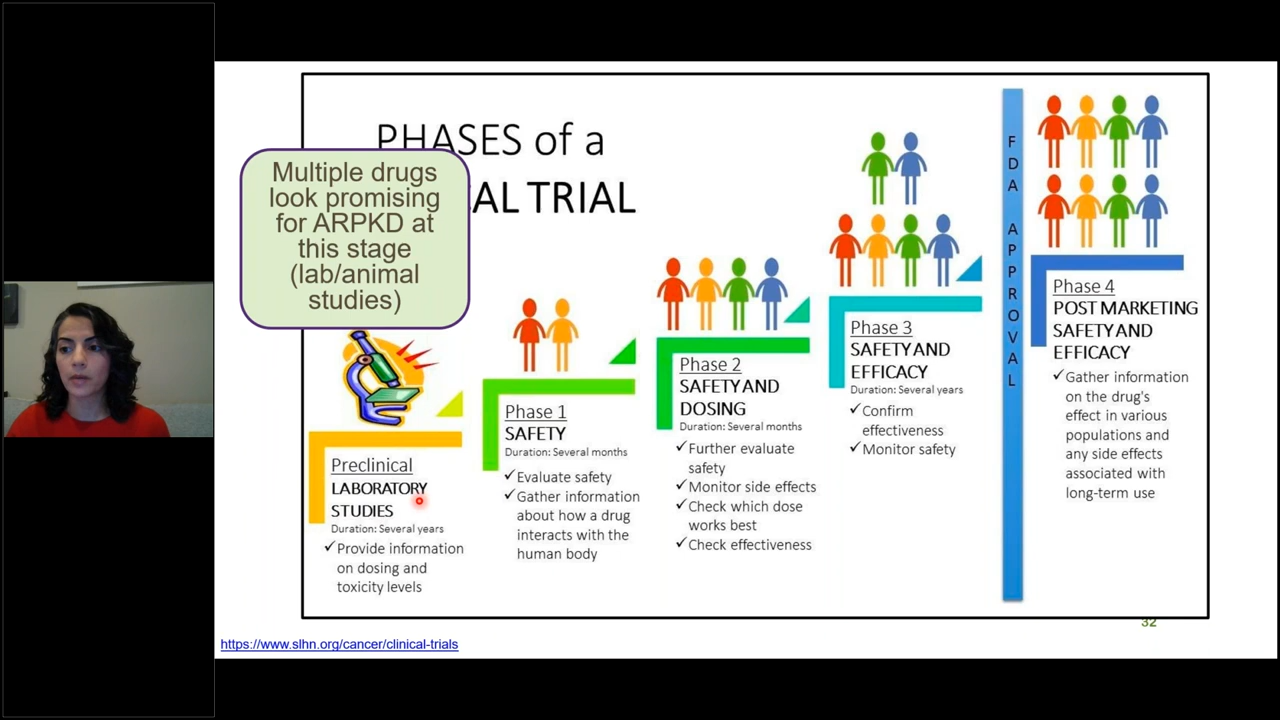 PHASES of a
AL TRIAL
Multiple drugs
look promising
for ARPKD at
this stage
(lab/animal
studies)
Preclinical
LABORATORY
STUDIES
Duration: Several years
✓Provide information
on dosing and
toxicity levels
Phase 1
SAFETY
Duration: Several months
✓Evaluate safety
✓Gather information
about how a drug
interacts with the
human body
Phase 2
SAFETY AND
DOSING
Duration: Several months
✓Further evaluate
safety
✓Monitor side effects
✓Check which dose
works best
✓Check effectiveness
Phase 3
SAFETY AND
EFFICACY
Duration: Several years
✓Confirm
effectiveness
✓Monitor safety
FDA APPROVAL
Phase 4
POST MARKETING
SAFETY AND
EFFICACY
✓Gather information
on the drug's
effect in various
populations and
any side effects
associated with
long-term use
32
https://www.slhn.org/cancer/clinical-trials